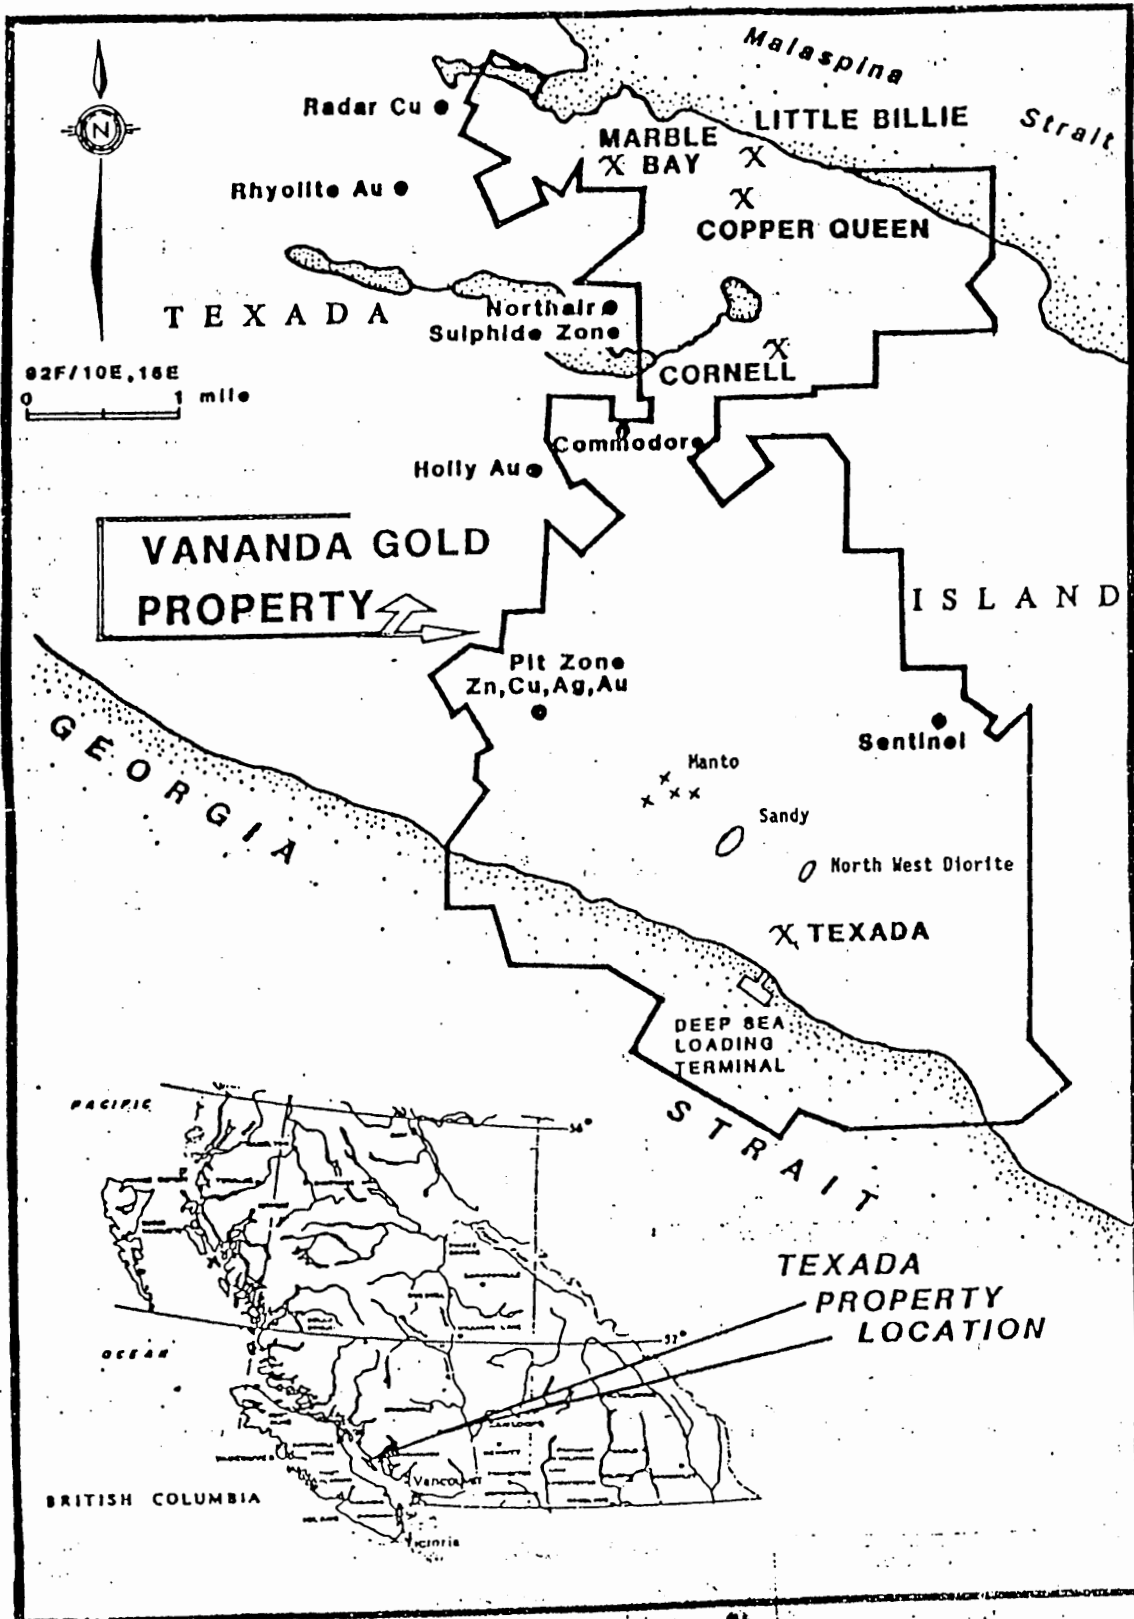 Malaspina
Strait
Radar Cu
LITTLE BILLIE
MARBLE
BAY
N
Rhyolite Au
COPPER QUEEN
TEXADA
Northair
Sulphide Zone
CORNELL
92F/10E,15E
0 1 mile
Commodore
Holly Au
VANANDA GOLD
PROPERTY
ISLAND
Pit Zone
Zn,Cu,Ag,Au
Sentinel
GEORGIA
Manto
Sandy
North West Diorite
TEXADA
DEEP SEA
LOADING
TERMINAL
STRAIT
PACIFIC
56°
TEXADA
PROPERTY
LOCATION
OCEAN
Vancouver
BRITISH COLUMBIA
Victoria